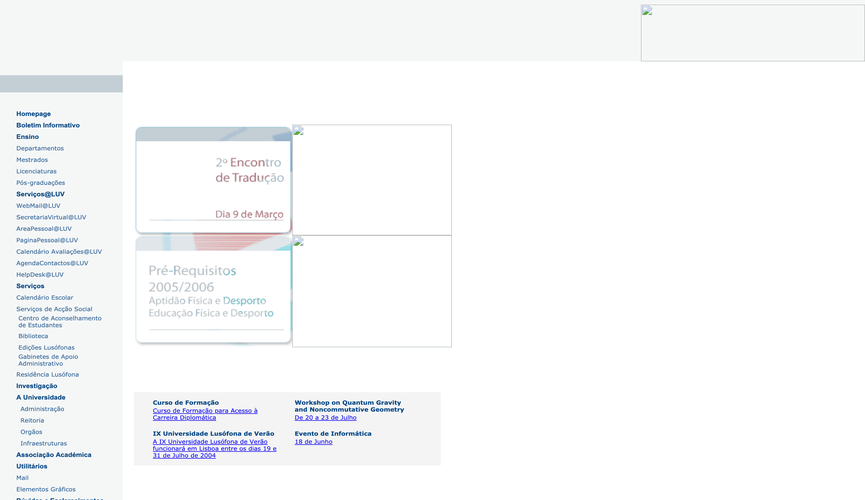 Homepage
Boletim Informativo
Ensino
Departamentos
Mestrados
Licenciaturas
Pós-graduações
Serviços@LUV
WebMail@LUV
SecretariaVirtual@LUV
AreaPessoal@LUV
PaginaPessoal@LUV
Calendário Avaliações@LUV
AgendaContactos@LUV
HelpDesk@LUV
Serviços
Calendário Escolar
Serviços de Acção Social
Centro de Aconselhamento
de Estudantes
Biblioteca
Edições Lusófonas
Gabinetes de Apoio
Administrativo
Residência Lusófona
Investigação
A Universidade
Administração
Reitoria
Orgãos
Infraestruturas
Associação Académica
Utilitários
Mail
Elementos Gráficos
2º Encontro
de Tradução
Dia 9 de Março
Pré-Requisitos
2005/2006
Aptidão Física e Desporto
Educação Física e Desporto
Curso de Formação
Curso de Formação para Acesso à
Carreira Diplomática
Workshop on Quantum Gravity
and Noncommutative Geometry
De 20 a 23 de Julho
IX Universidade Lusófona de Verão
A IX Universidade Lusófona de Verão
funcionará em Lisboa entre os dias 19 e
31 de Julho de 2004
Evento de Informática
18 de Junho